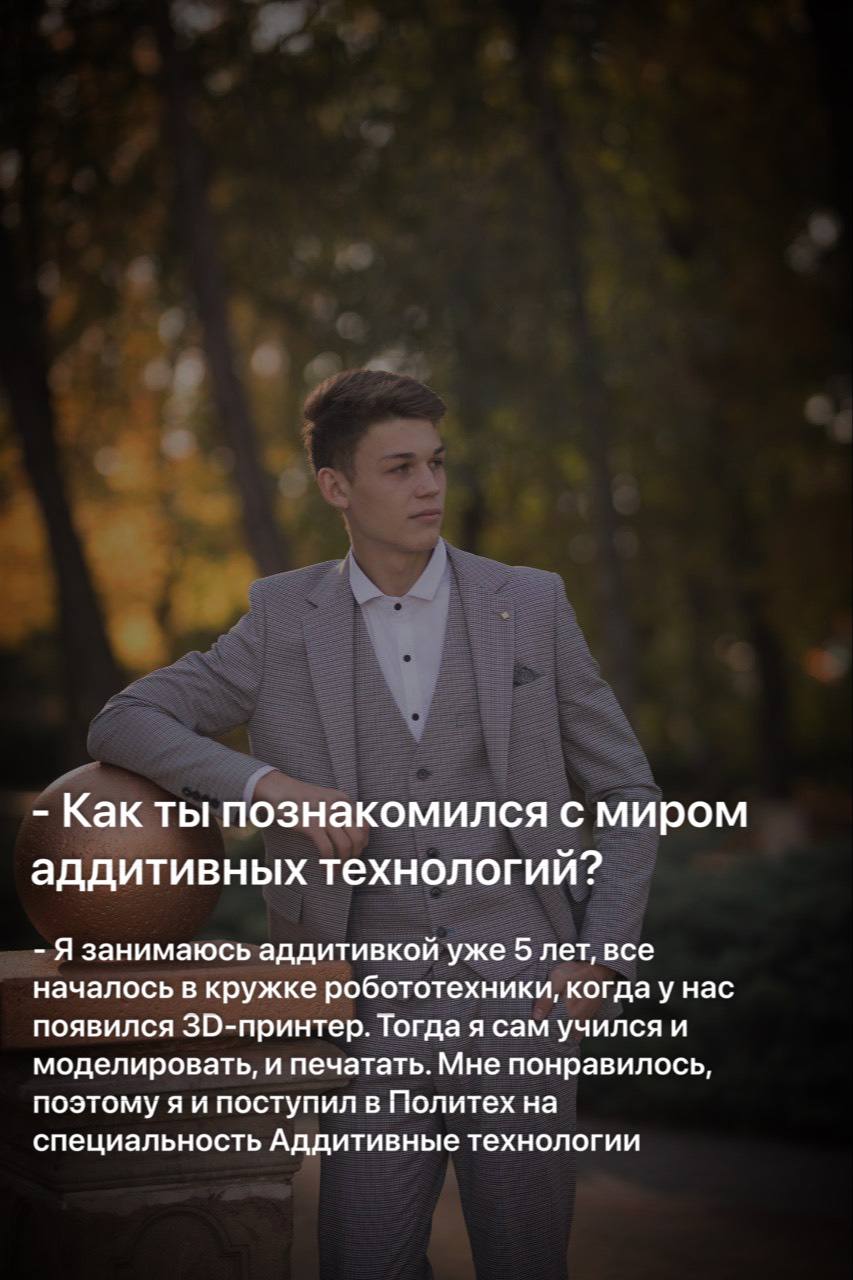 - Как ты познакомился с миром
аддитивных технологий?
- Я занимаюсь аддитивкой уже 5 лет, все
началось в кружке робототехники, когда у нас
появился 3D-принтер. Тогда я сам учился и
моделировать, и печатать. Мне понравилось,
поэтому я и поступил в Политех на
специальность Аддитивные технологии